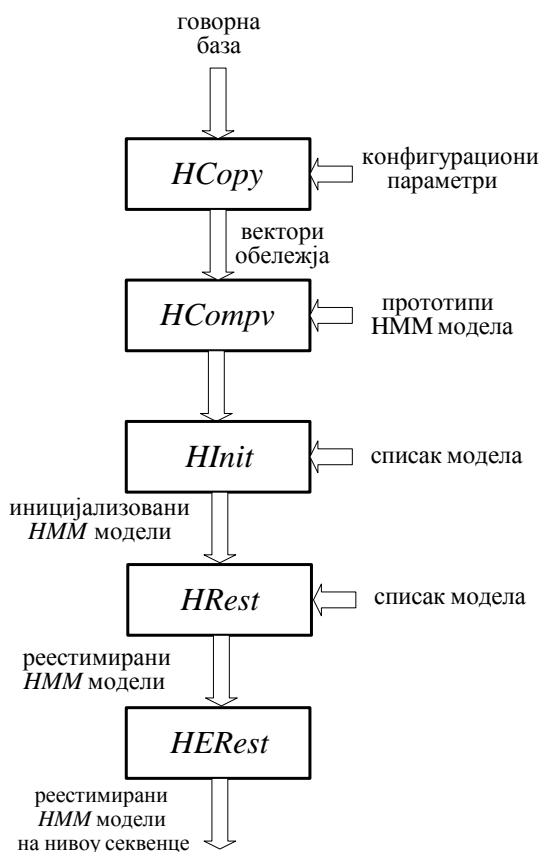 говорна
база
HCopy
конфигурациони
параметри
вектори
обележја
HCompv
прототипи
HMM модела
HInit
списак модела
иницијализовани
HMM модели
HRest
списак модела
реестимирани
HMM модели
HERest
реестимирани
HMM модели
на нивоу секвенце